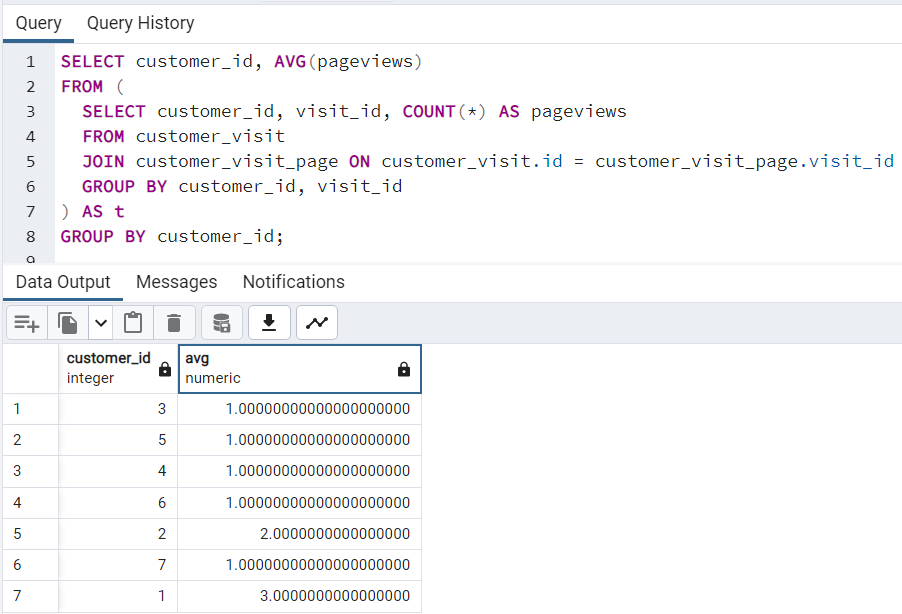 Query Query History
1 SELECT customer_id, AVG(pageviews)
2 FROM (
3 SELECT customer_id, visit_id, COUNT(*) AS pageviews
4 FROM customer_visit
5 JOIN customer_visit_page ON customer_visit.id = customer_visit_page.visit_id
6 GROUP BY customer_id, visit_id
7 ) AS t
8 GROUP BY customer_id;
9
Data Output Messages Notifications
customer_id avg
integer numeric
1 3 1.00000000000000000000
2 5 1.00000000000000000000
3 4 1.00000000000000000000
4 6 1.00000000000000000000
5 2 2.0000000000000000
6 7 1.00000000000000000000
7 1 3.0000000000000000